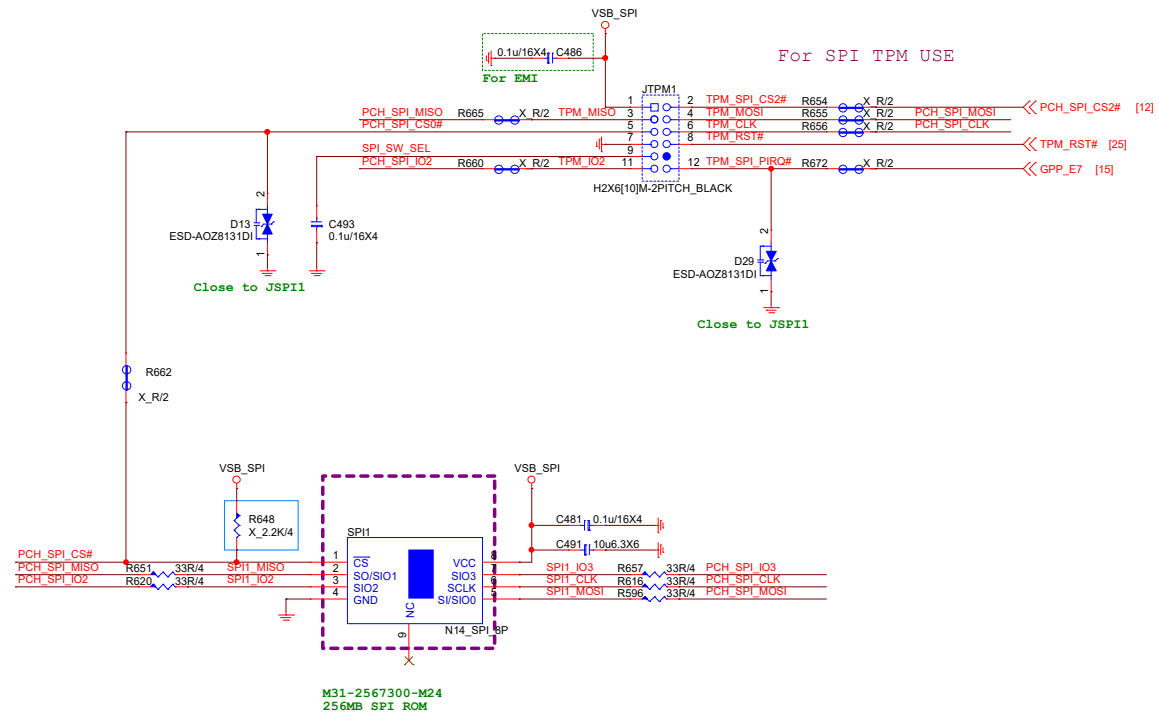 VSB_SPI
0.1u/16X4 C486
For EMI
For SPI TPM USE
JTPM1
1 2 TPM_SPI_CS2# R654 X_R/2 PCH_SPI_CS2# [12]
PCH_SPI_MISO R665 X_R/2 TPM_MISO 3 4 TPM_MOSI R655 X_R/2 PCH_SPI_MOSI
PCH_SPI_CS0# 5 6 TPM_CLK R656 X_R/2 PCH_SPI_CLK
7 8 TPM_RST# TPM_RST# [25]
SPI_SW_SEL 9
PCH_SPI_IO2 R660 X_R/2 TPM_IO2 11 12 TPM_SPI_PIRQ# R672 X_R/2 GPP_E7 [15]
H2X6[10]M-2PITCH_BLACK
2
D13
ESD-AOZ8131DI
1
C493
0.1u/16X4
Close to JSPI1
2
D29
ESD-AOZ8131DI
1
Close to JSPI1
R662
X_R/2
VSB_SPI
R648
X_2.2K/4
VSB_SPI
C481 0.1u/16X4
C491 10u6.3X6
SPI1
PCH_SPI_CS# 1 CS VCC 8
PCH_SPI_MISO R651 33R/4 SPI1_MISO 2 SO/SIO1 SIO3 7 SPI1_IO3 R657 33R/4 PCH_SPI_IO3
PCH_SPI_IO2 R620 33R/4 SPI1_IO2 3 SIO2 SCLK 6 SPI1_CLK R616 33R/4 PCH_SPI_CLK
4 GND SI/SIO0 5 SPI1_MOSI R596 33R/4 PCH_SPI_MOSI
NC
9
N14_SPI_8P
M31-2567300-M24
256MB SPI ROM